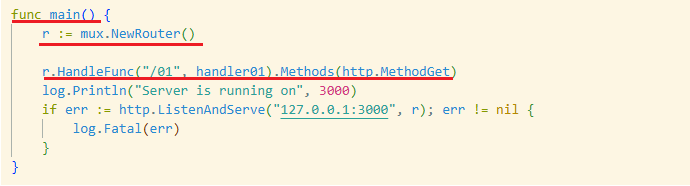 func main() {
r := mux.NewRouter()
r.HandleFunc("/01", handler01).Methods(http.MethodGet)
log.Println("Server is running on", 3000)
if err := http.ListenAndServe("127.0.0.1:3000", r); err != nil {
log.Fatal(err)
}
}